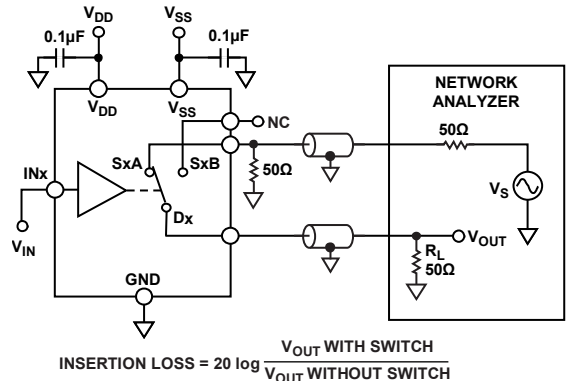 VDD
VSS
0.1µF
0.1µF
VDD
VSS
NC
NETWORK
ANALYZER
50Ω
SxA
SxB
50Ω
INx
VS
Dx
VOUT
VIN
RL
50Ω
GND
INSERTION LOSS = 20 log VOUT WITH SWITCH
VOUT WITHOUT SWITCH